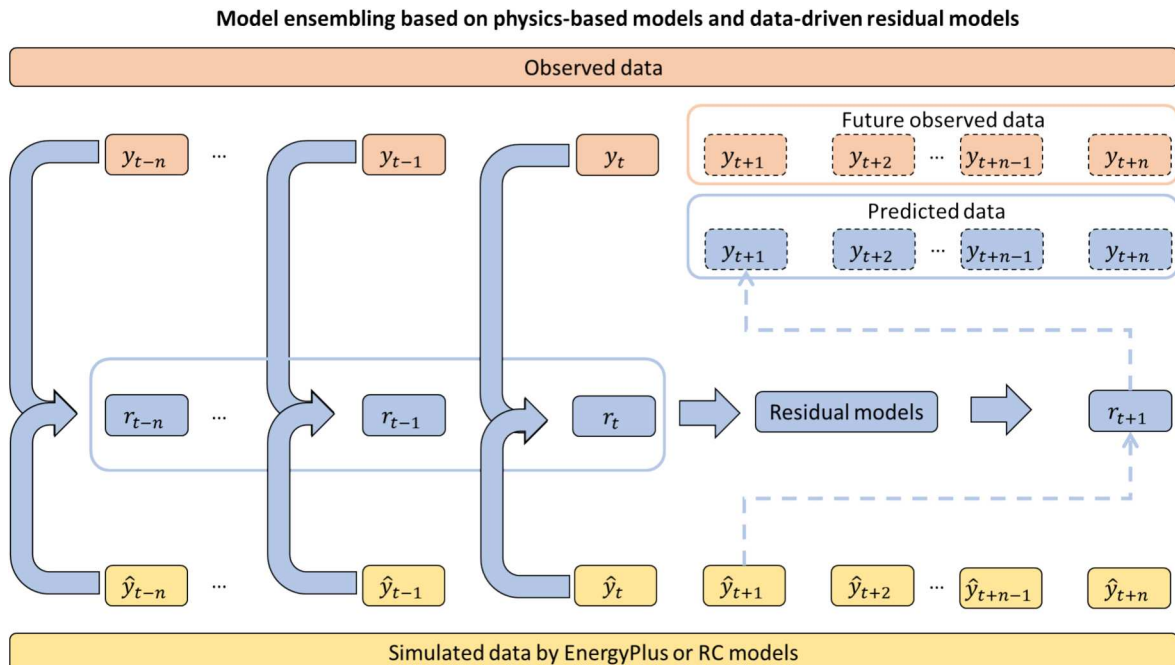 Model ensembling based on physics-based models and data-driven residual models
Observed data
Future observed data
y_{t−n} ... y_{t−1} y_t y_{t+1} y_{t+2} ... y_{t+n−1} y_{t+n}
Predicted data
y_{t+1} y_{t+2} ... y_{t+n−1} y_{t+n}
r_{t−n} ... r_{t−1} r_t Residual models r_{t+1}
ŷ_{t−n} ... ŷ_{t−1} ŷ_t ŷ_{t+1} ŷ_{t+2} ... ŷ_{t+n−1} ŷ_{t+n}
Simulated data by EnergyPlus or RC models